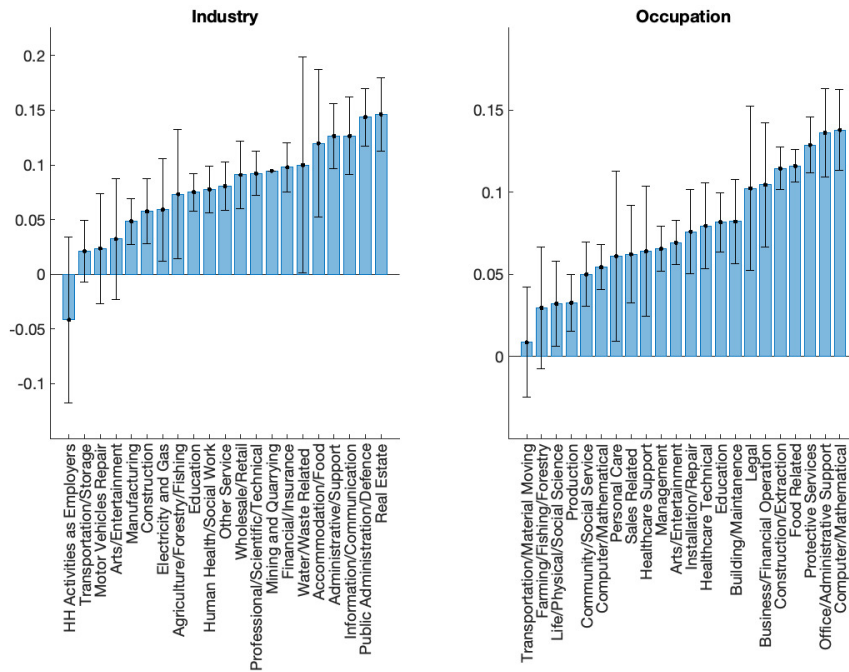 Industry
0.2
0.15
0.1
0.05
0
-0.05
-0.1
HH Activities as Employers
Transportation/Storage
Motor Vehicles Repair
Arts/Entertainment
Manufacturing
Construction
Electricity and Gas
Agriculture/Forestry/Fishing
Education
Human Health/Social Work
Other Service
Wholesale/Retail
Professional/Scientific/Technical
Mining and Quarrying
Financial/Insurance
Water/Waste Related
Accommodation/Food
Administrative/Support
Information/Communication
Public Administration/Defence
Real Estate
Occupation
0.15
0.1
0.05
0
Transportation/Material Moving
Farming/Fishing/Forestry
Life/Physical/Social Science
Production
Community/Social Service
Computer/Mathematical
Personal Care
Sales Related
Healthcare Support
Management
Arts/Entertainment
Installation/Repair
Healthcare Technical
Education
Building/Maintanence
Legal
Business/Financial Operation
Construction/Extraction
Food Related
Protective Services
Office/Administrative Support
Computer/Mathematical